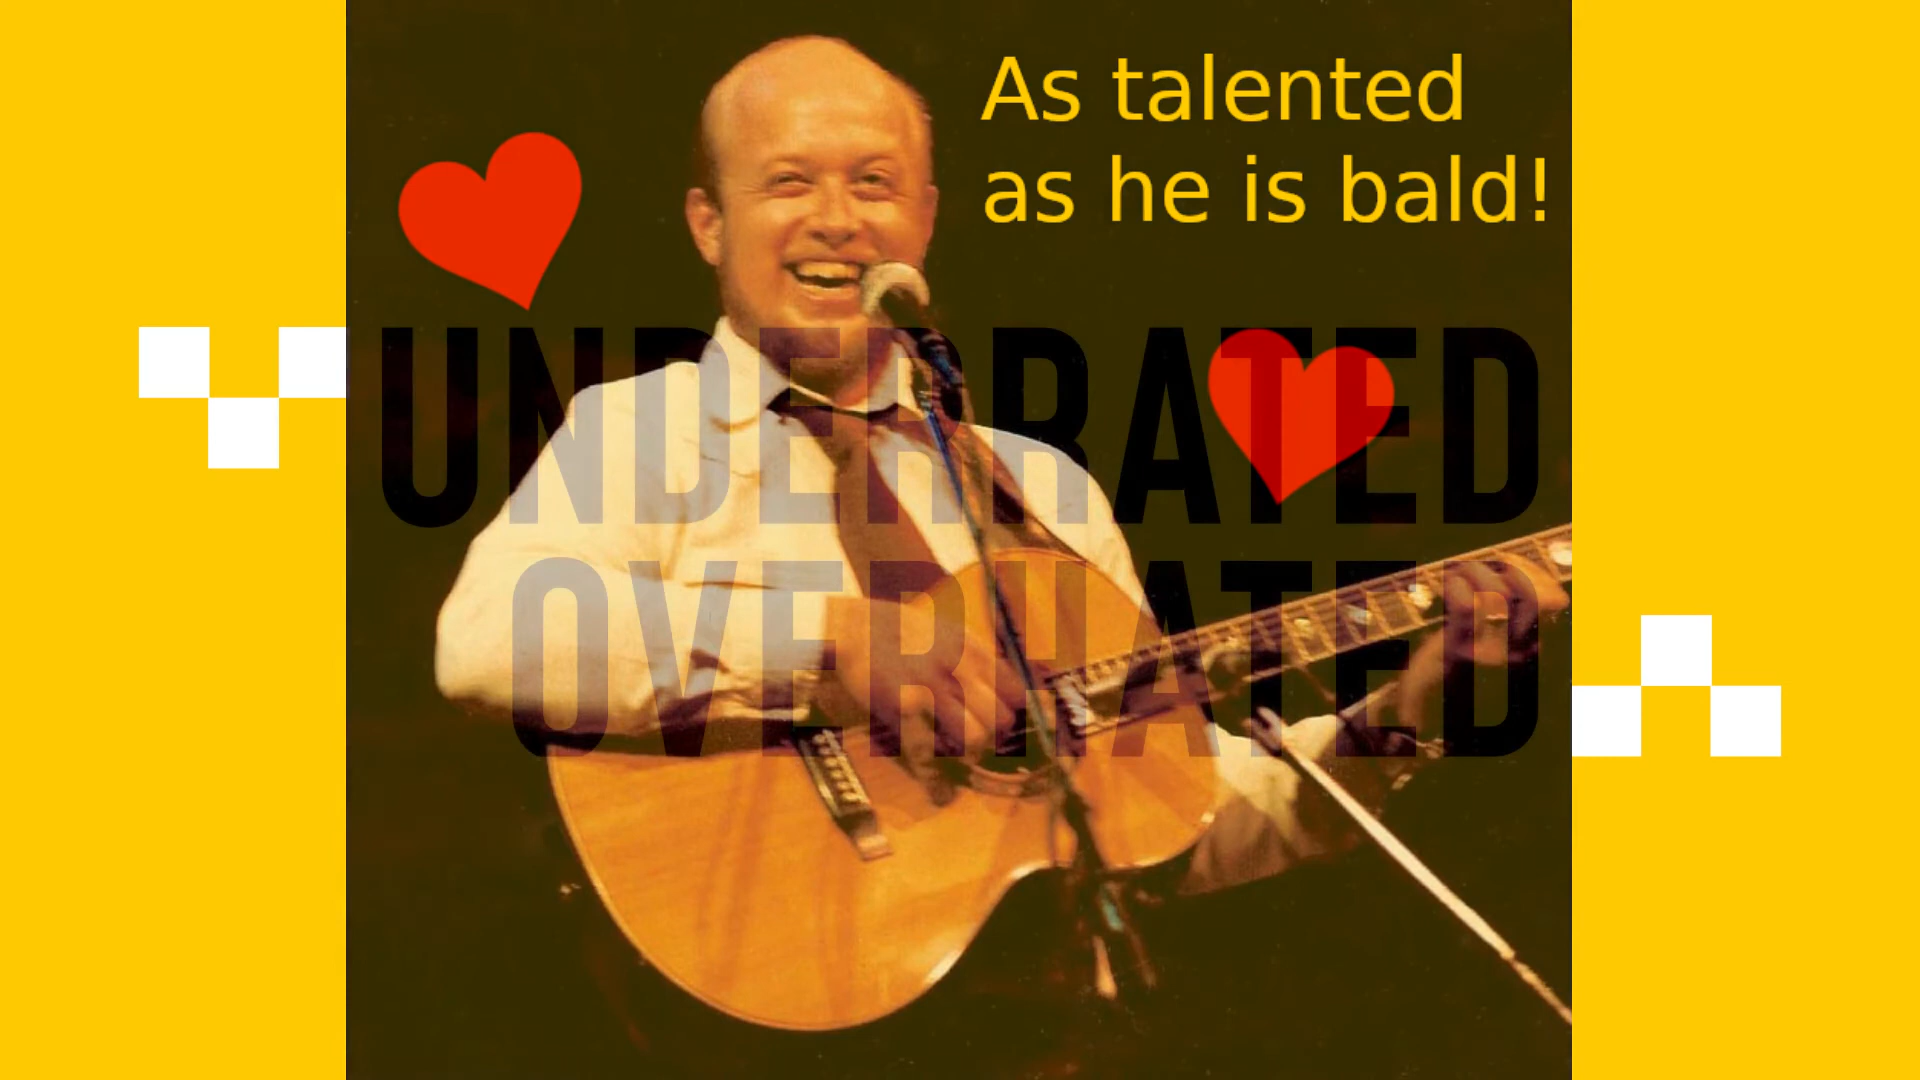 As talented
as he is bald!
UNDERRATED
OVERHATED